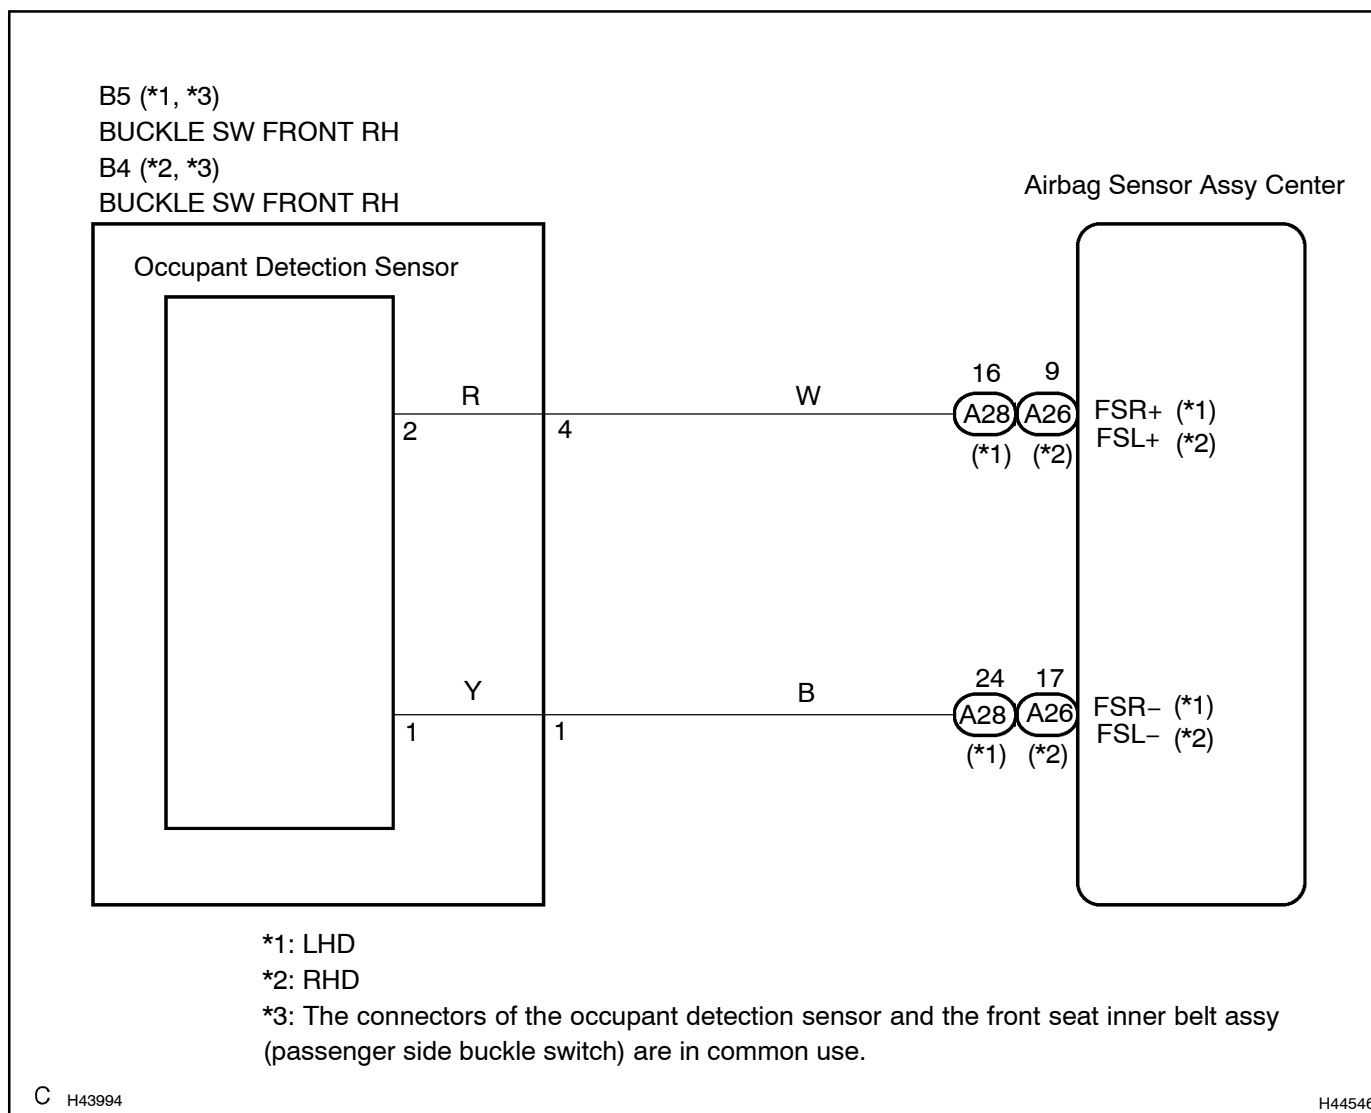 B5 (*1, *3)
BUCKLE SW FRONT RH
B4 (*2, *3)
BUCKLE SW FRONT RH
Airbag Sensor Assy Center
Occupant Detection Sensor
R
2
4
W
16
9
A28
A26
(*1)
(*2)
FSR+ (*1)
FSL+ (*2)
Y
1
1
B
24
17
A28
A26
(*1)
(*2)
FSR− (*1)
FSL− (*2)
*1: LHD
*2: RHD
*3: The connectors of the occupant detection sensor and the front seat inner belt assy
(passenger side buckle switch) are in common use.
C H43994
H44546